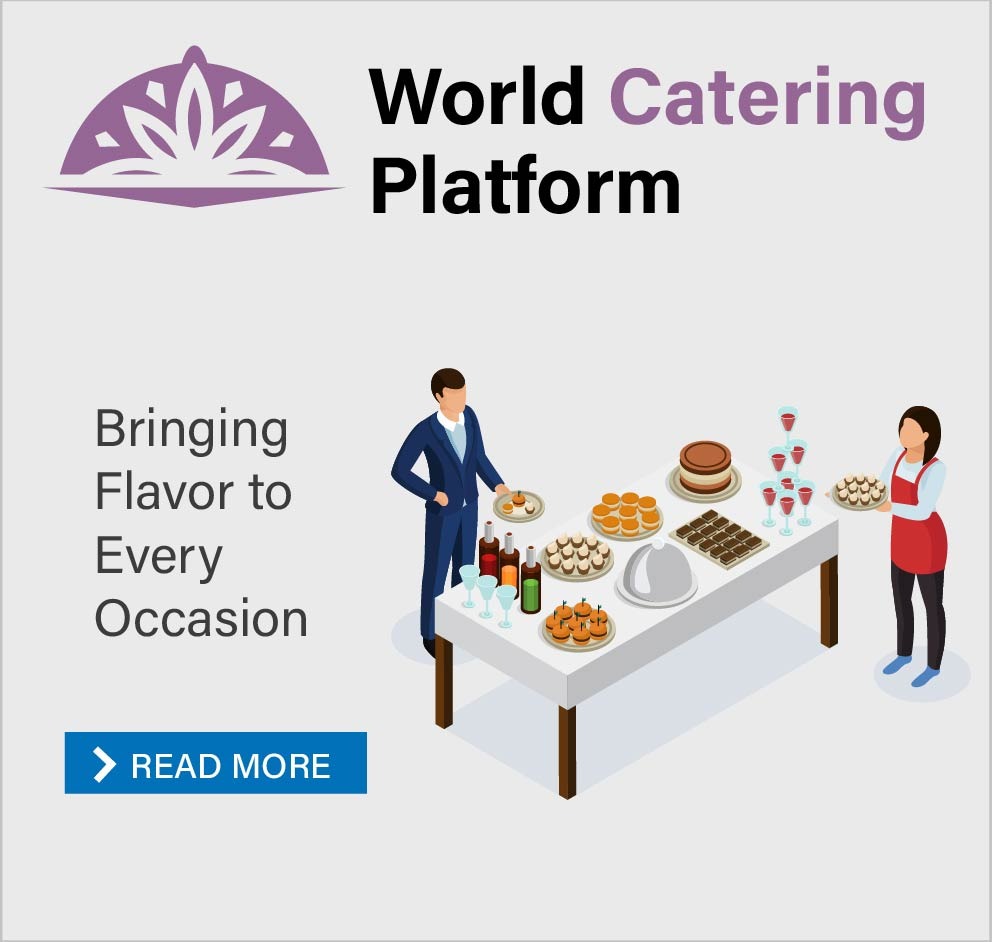 World Catering
Platform
Bringing
Flavor to
Every
Occasion
READ MORE